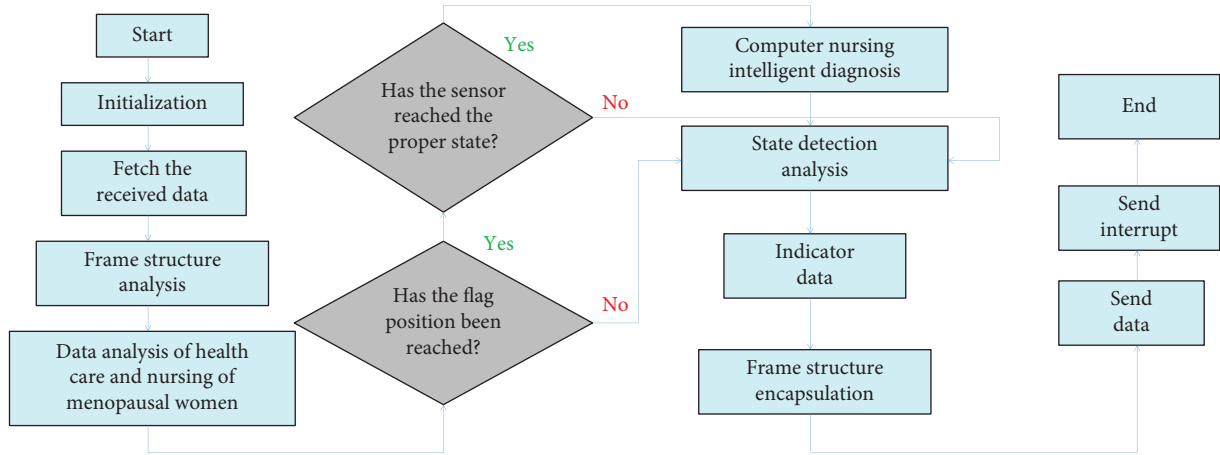 Start
Initialization
Fetch the
received data
Frame structure
analysis
Data analysis of health
care and nursing of
menopausal women
Has the flag
position been
reached?
Yes
No
Has the sensor
reached the
proper state?
Yes
No
Computer nursing
intelligent diagnosis
State detection
analysis
Indicator
data
Frame structure
encapsulation
Send
data
Send
interrupt
End